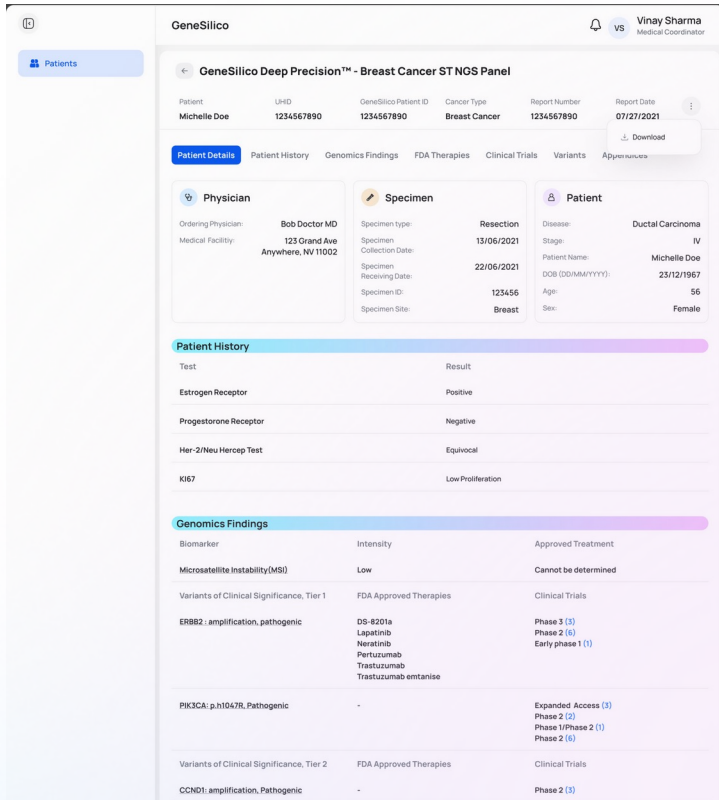 GeneSilico
VS
Vinay Sharma
Medical Coordinator
Patients
GeneSilico Deep Precision™ - Breast Cancer ST NGS Panel
Patient UHID GeneSilico Patient ID Cancer Type Report Number Report Date
Michelle Doe 1234567890 1234567890 Breast Cancer 1234567890 07/27/2021
Download
Patient Details Patient History Genomics Findings FDA Therapies Clinical Trials Variants Appendices
Physician
Ordering Physician: Bob Doctor MD
Medical Facilitiy: 123 Grand Ave
Anywhere, NV 11002
Specimen
Specimen type: Resection
Specimen
Collection Date: 13/06/2021
Specimen
Receiving Date: 22/06/2021
Specimen ID: 123456
Specimen Site: Breast
Patient
Disease: Ductal Carcinoma
Stage: IV
Patient Name: Michelle Doe
DOB (DD/MM/YYYY): 23/12/1967
Age: 56
Sex: Female
Patient History
Test Result
Estrogen Receptor Positive
Progestorone Receptor Negative
Her-2/Neu Hercep Test Equivocal
KI67 Low Proliferation
Genomics Findings
Biomarker Intensity Approved Treatment
Microsatellite Instability(MSI) Low Cannot be determined
Variants of Clinical Significance, Tier 1 FDA Approved Therapies Clinical Trials
ERBB2 : amplification, pathogenic DS-8201a Phase 3 (3)
Lapatinib Phase 2 (6)
Neratinib Early phase 1 (1)
Pertuzumab
Trastuzumab
Trastuzumab emtanise
PIK3CA: p.h1047R, Pathogenic - Expanded Access (3)
Phase 2 (2)
Phase 1/Phase 2 (1)
Phase 2 (6)
Variants of Clinical Significance, Tier 2 FDA Approved Therapies Clinical Trials
CCND1: amplification, Pathogenic - Phase 2 (3)